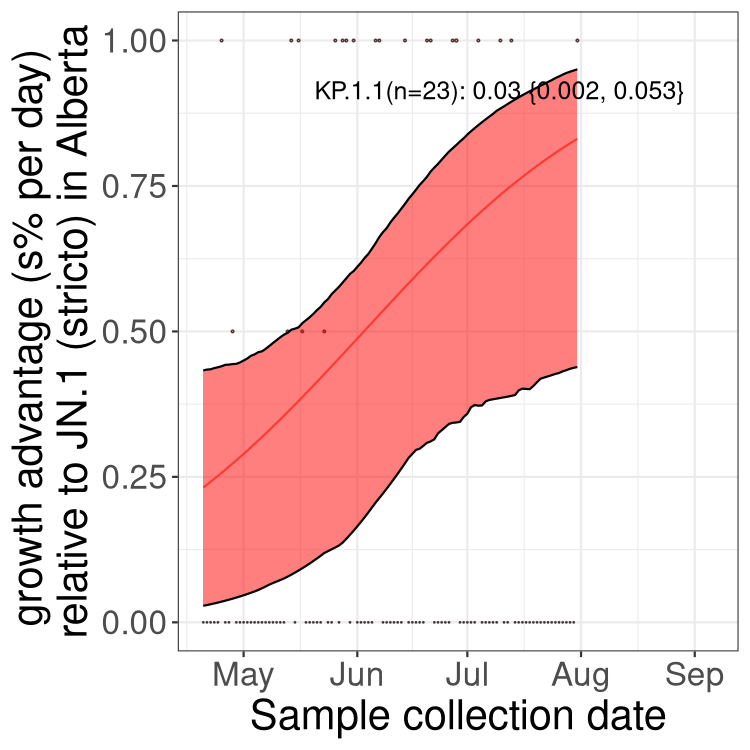 growth advantage (s% per day)
relative to JN.1 (stricto) in Alberta
1.00
0.75
0.50
0.25
0.00
KP.1.1(n=23): 0.03 {0.002, 0.053}
May Jun Jul Aug Sep
Sample collection date